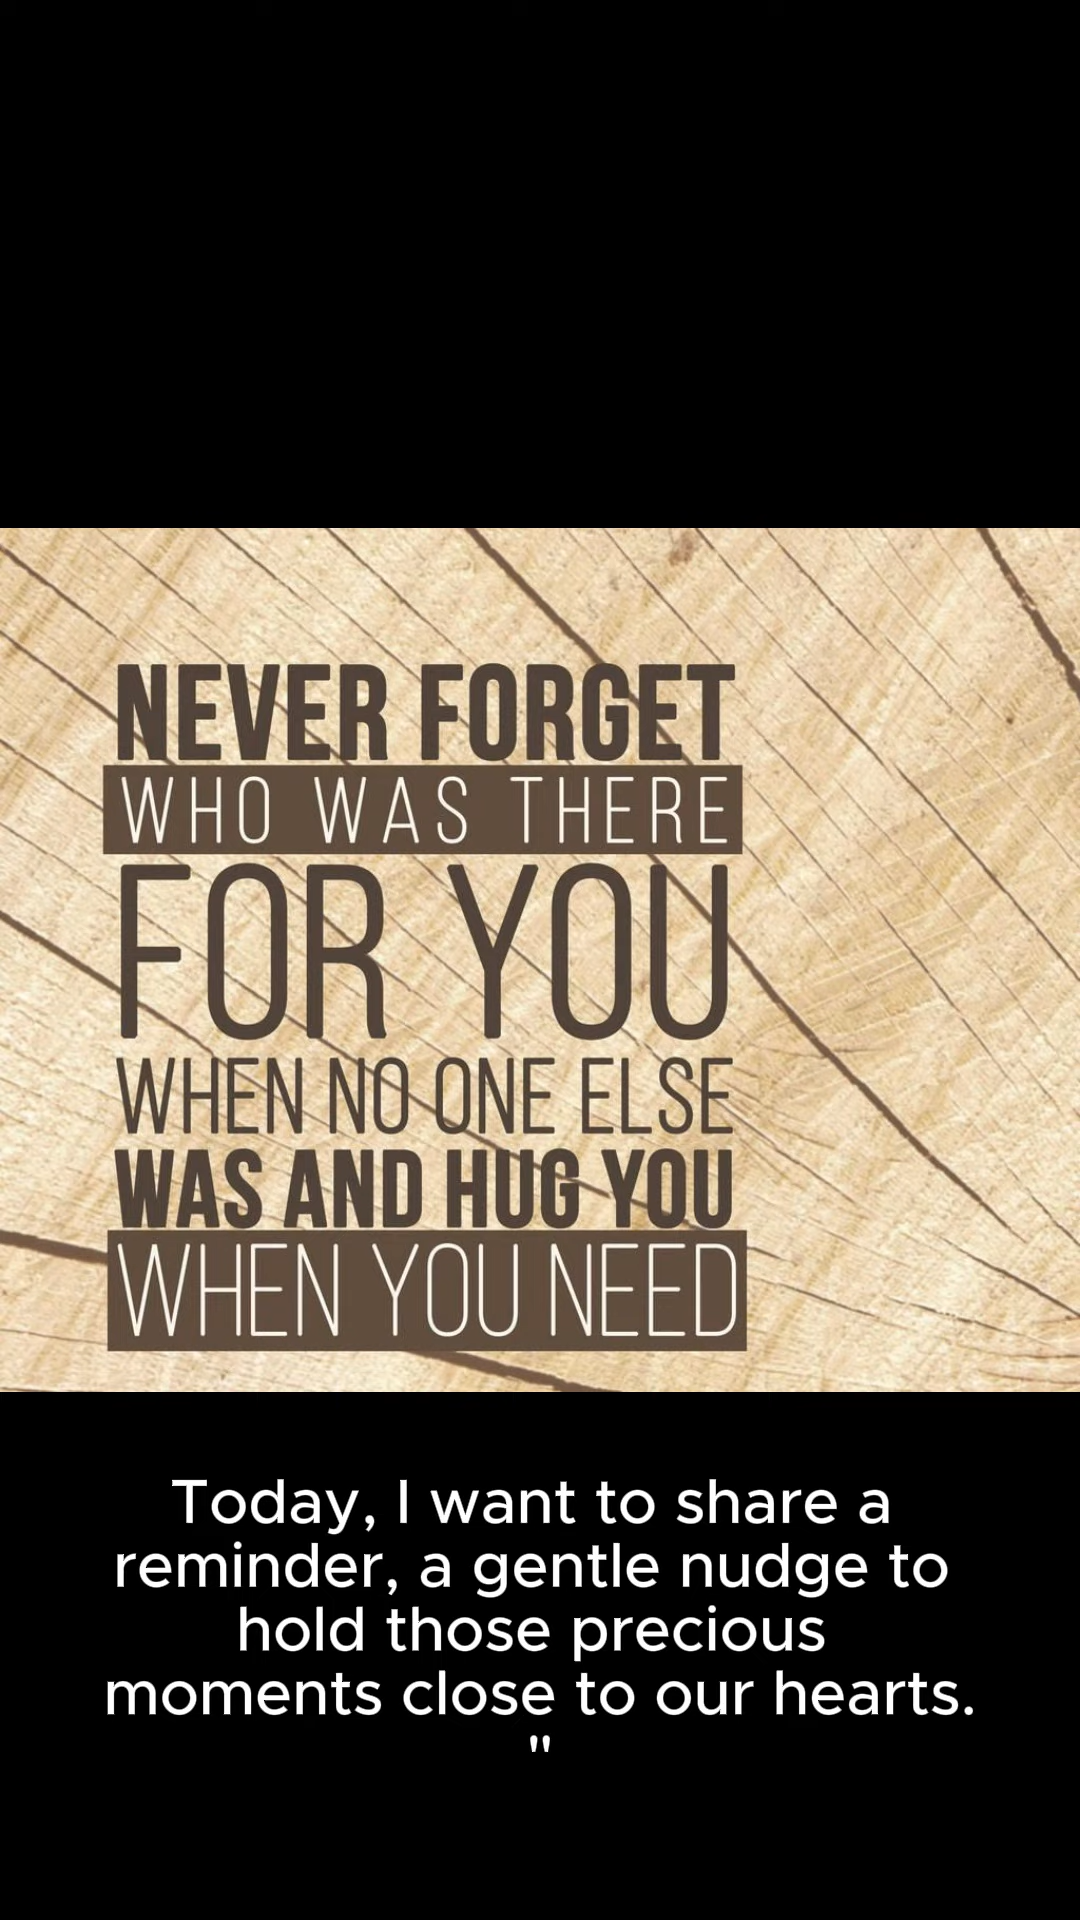 NEVER FORGET
WHO WAS THERE
FOR YOU
WHEN NO ONE ELSE
WAS AND HUG YOU
WHEN YOU NEED
Today, I want to share a
reminder, a gentle nudge to
hold those precious
moments close to our hearts.
"